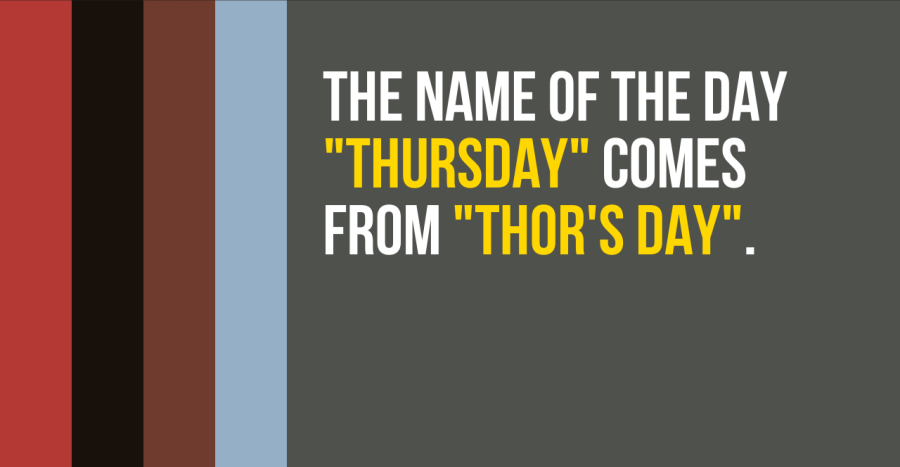 THE NAME OF THE DAY
"THURSDAY" COMES
FROM "THOR'S DAY".